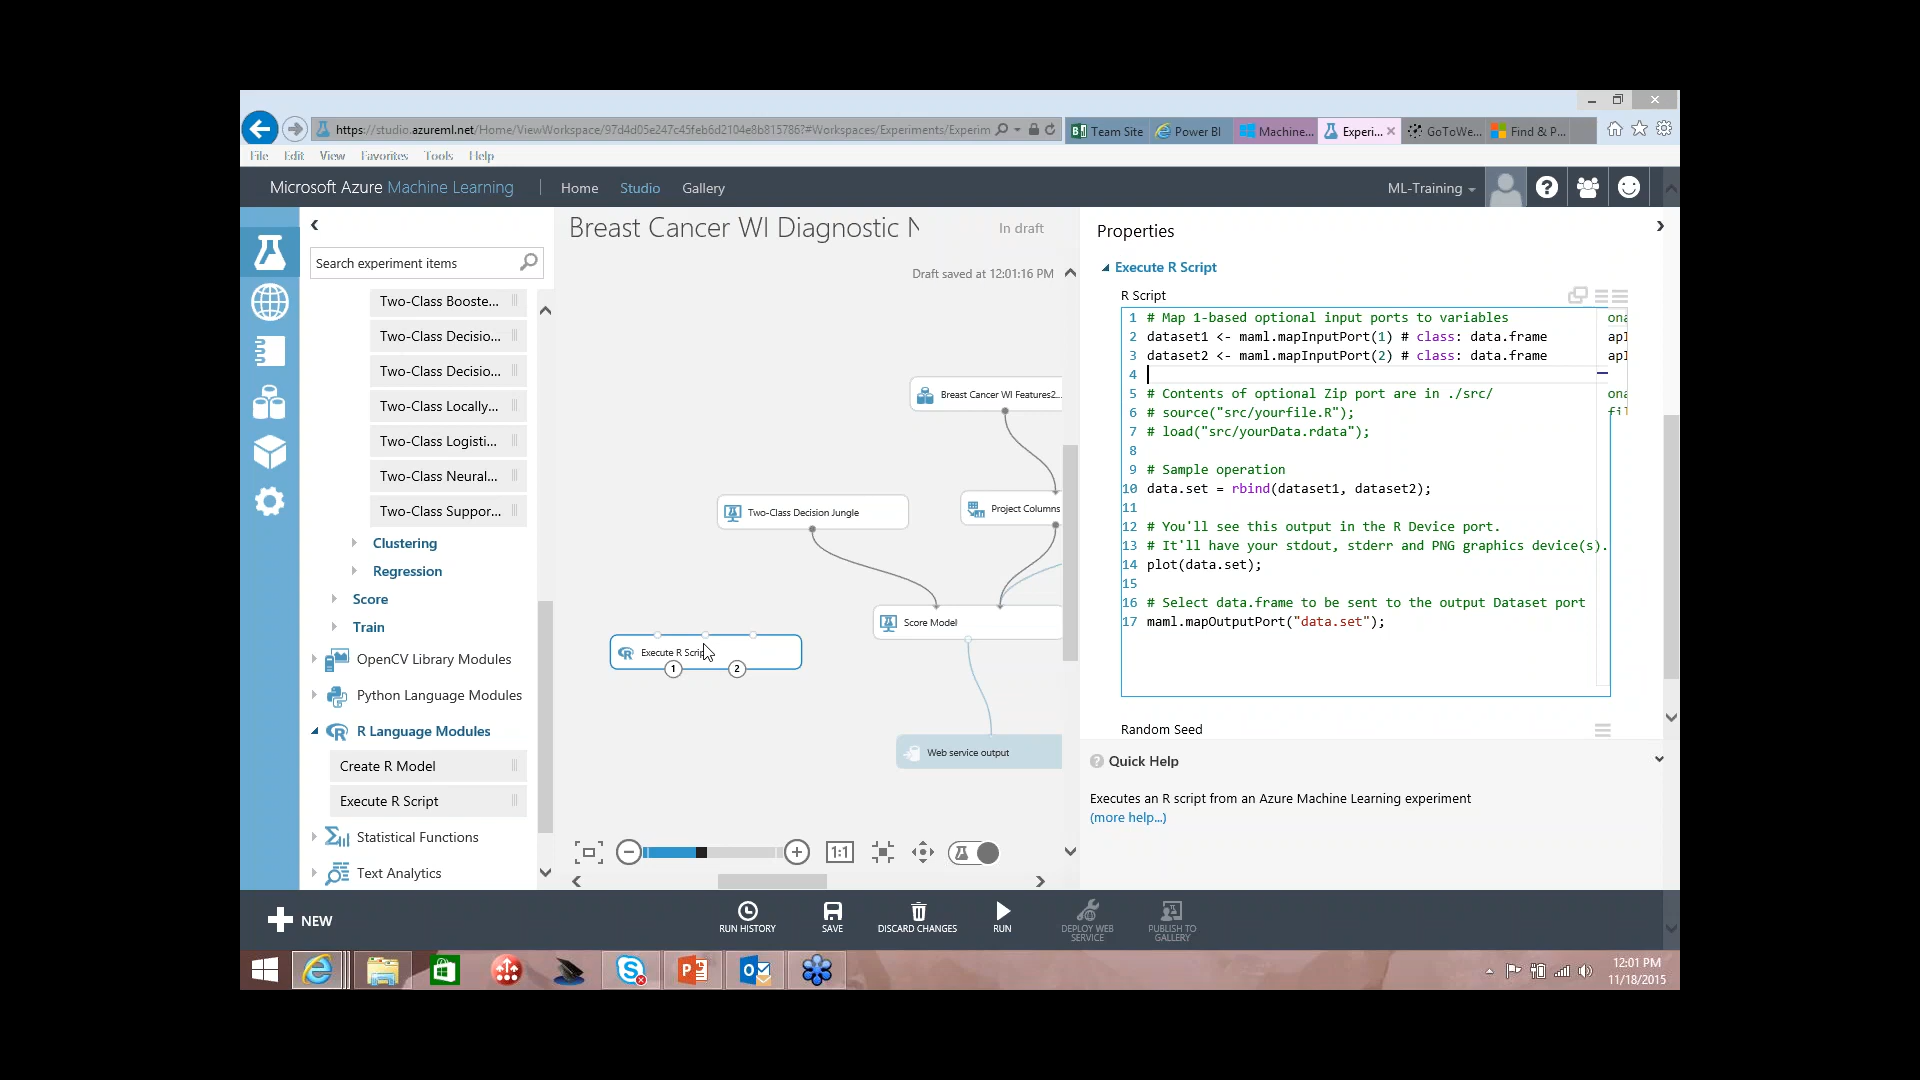 https://studio.azureml.net/Home/ViewWorkspace/97d4d05e247c45feb6d2104e8b815786?#Workspaces/Experiments/Experim
Team Site
Power BI
Machine...
Experi...
GoToWe...
Find & P...
File Edit View Favorites Tools Help
Microsoft Azure Machine Learning
Home
Studio
Gallery
ML-Training
Search experiment items
Two-Class Booste...
Two-Class Decisio...
Two-Class Decisio...
Two-Class Locally...
Two-Class Logisti...
Two-Class Neural...
Two-Class Suppor...
Clustering
Regression
Score
Train
OpenCV Library Modules
Python Language Modules
R Language Modules
Create R Model
Execute R Script
Statistical Functions
Text Analytics
Breast Cancer WI Diagnostic
In draft
Draft saved at 12:01:16 PM
Breast Cancer WI Features2...
Two-Class Decision Jungle
Project Columns
Score Model
Execute R Scrip
1
2
Web service output
1:1
Properties
Execute R Script
R Script
1 # Map 1-based optional input ports to variables
2 dataset1 <- maml.mapInputPort(1) # class: data.frame
3 dataset2 <- maml.mapInputPort(2) # class: data.frame
4
5 # Contents of optional Zip port are in ./src/
6 # source("src/yourfile.R");
7 # load("src/yourData.rdata");
8
9 # Sample operation
10 data.set = rbind(dataset1, dataset2);
11
12 # You'll see this output in the R Device port.
13 # It'll have your stdout, stderr and PNG graphics device(s).
14 plot(data.set);
15
16 # Select data.frame to be sent to the output Dataset port
17 maml.mapOutputPort("data.set");
Random Seed
Quick Help
Executes an R script from an Azure Machine Learning experiment
(more help...)
NEW
RUN HISTORY
SAVE
DISCARD CHANGES
RUN
DEPLOY WEB
SERVICE
PUBLISH TO
GALLERY
12:01 PM
11/18/2015